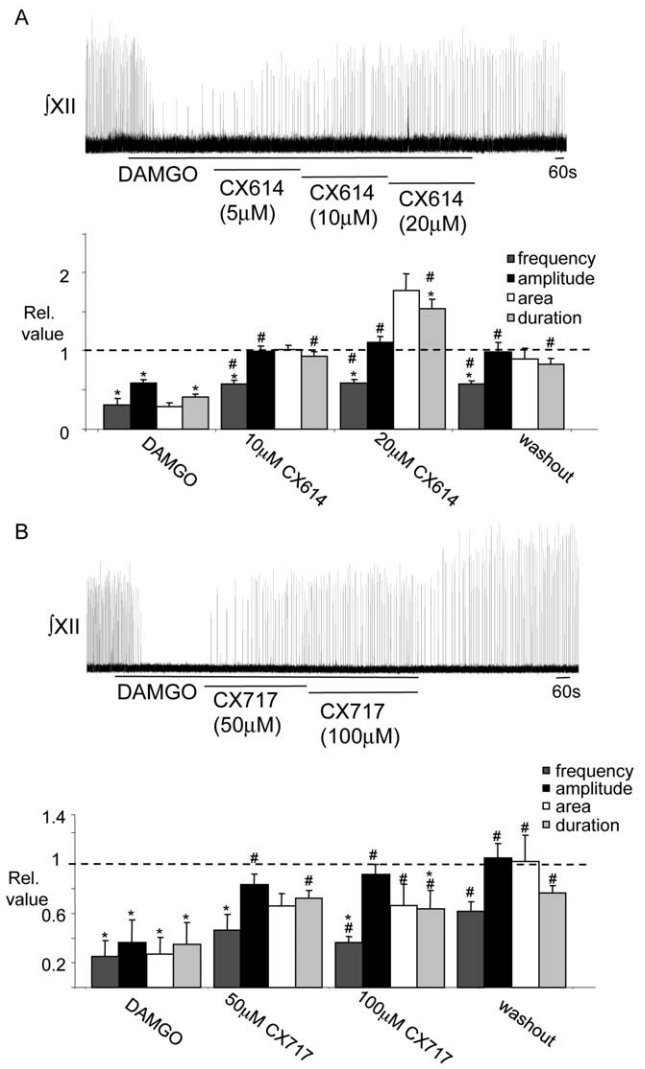 A
∫XII
DAMGO
CX614
(5μM)
CX614
(10μM)
CX614
(20μM)
60s
2
1
0
Rel.
value
frequency
amplitude
area
duration
* * *
# * # #
# * # # *
# * # #
DAMGO
10μM CX614
20μM CX614
washout
B
∫XII
DAMGO
CX717
(50μM)
CX717
(100μM)
60s
frequency
amplitude
area
duration
1.4
1
0.6
0.2
Rel.
value
* * * *
* # #
* # # # * #
# # # #
DAMGO
50μM CX717
100μM CX717
washout